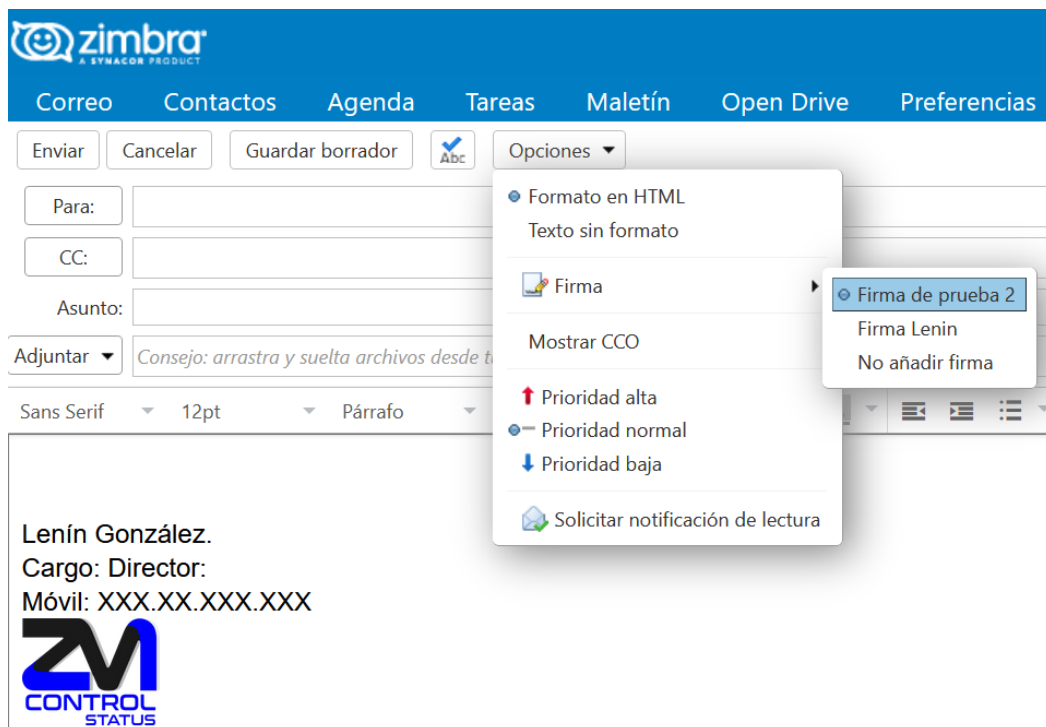 zimbra
A SYNACOR PRODUCT
Correo Contactos Agenda Tareas Maletín Open Drive Preferencias
Enviar Cancelar Guardar borrador Abc Opciones
Para:
CC:
Asunto:
Adjuntar Consejo: arrastra y suelta archivos desde
Sans Serif 12pt Párrafo
Formato en HTML
Texto sin formato
Firma
Mostrar CCO
Prioridad alta
Prioridad normal
Prioridad baja
Solicitar notificación de lectura
Firma de prueba 2
Firma Lenin
No añadir firma
Lenín González.
Cargo: Director:
Móvil: XXX.XX.XXX.XXX
ZM
CONTROL
STATUS